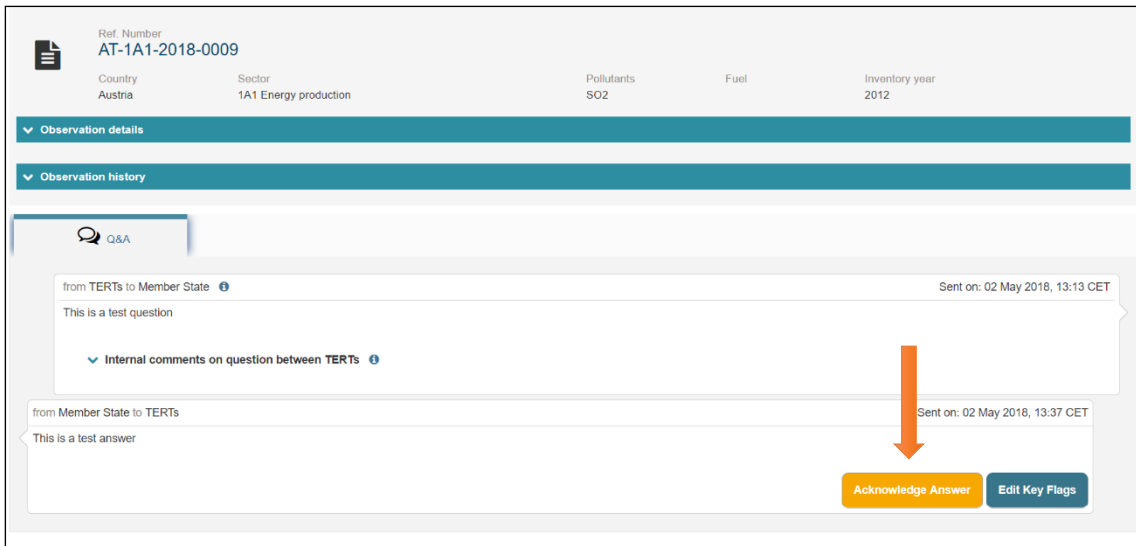 Ref. Number
AT-1A1-2018-0009
Country Sector Pollutants Fuel Inventory year
Austria 1A1 Energy production SO2 2012
Observation details
Observation history
Q&A
from TERTs to Member State Sent on: 02 May 2018, 13:13 CET
This is a test question
Internal comments on question between TERTs
from Member State to TERTs Sent on: 02 May 2018, 13:37 CET
This is a test answer
Acknowledge Answer Edit Key Flags